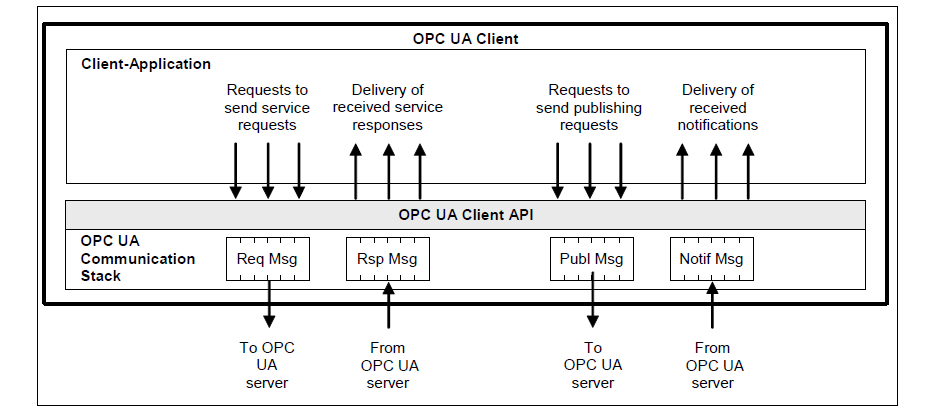 OPC UA Client
Client-Application
Requests to
send service
requests
Delivery of
received service
responses
Requests to
send publishing
requests
Delivery of
received
notifications
OPC UA Client API
OPC UA
Communication
Stack
Req Msg
Rsp Msg
Publ Msg
Notif Msg
To OPC
UA
server
From
OPC UA
server
To
OPC UA
server
From
OPC UA
server